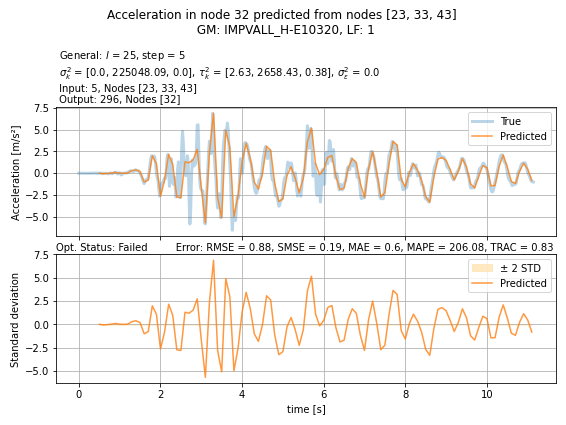 Acceleration in node 32 predicted from nodes [23, 33, 43]
GM: IMPVALL_H-E10320, LF: 1
General: l = 25, step = 5
σ_k² = [0.0, 225048.09, 0.0], τ_k² = [2.63, 2658.43, 0.38], σ_ε² = 0.0
Input: 5, Nodes [23, 33, 43]
Output: 296, Nodes [32]
Acceleration [m/s²]
7.5
5.0
2.5
0.0
−2.5
−5.0
True
Predicted
Opt. Status: Failed
Error: RMSE = 0.88, SMSE = 0.19, MAE = 0.6, MAPE = 206.08, TRAC = 0.83
Standard deviation
7.5
5.0
2.5
0.0
−2.5
−5.0
± 2 STD
Predicted
0 2 4 6 8 10
time [s]